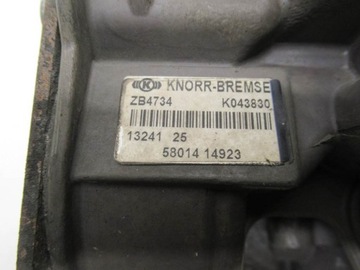 K KNORR-BREMSE
ZB4734 K043830
13241 25
58014 14923